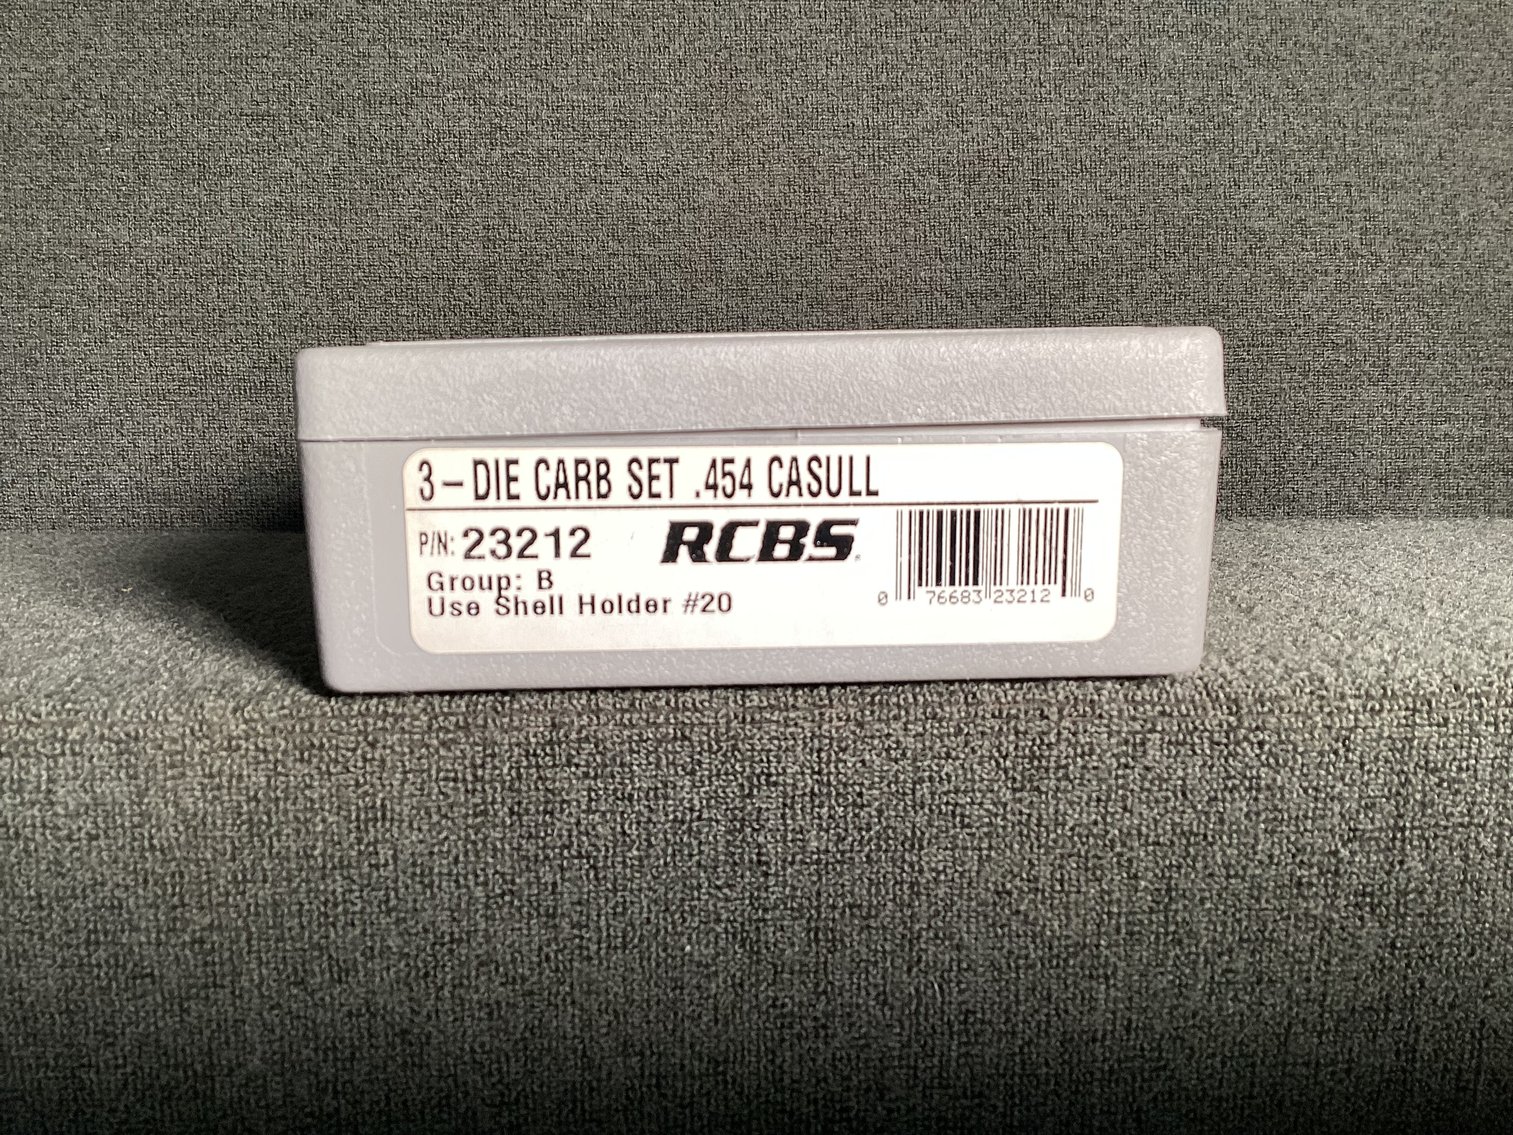 3-DIE CARB SET .454 CASULL
P/N: 23212
RCBS
Group: B
Use Shell Holder #20
0 76683 23212 0